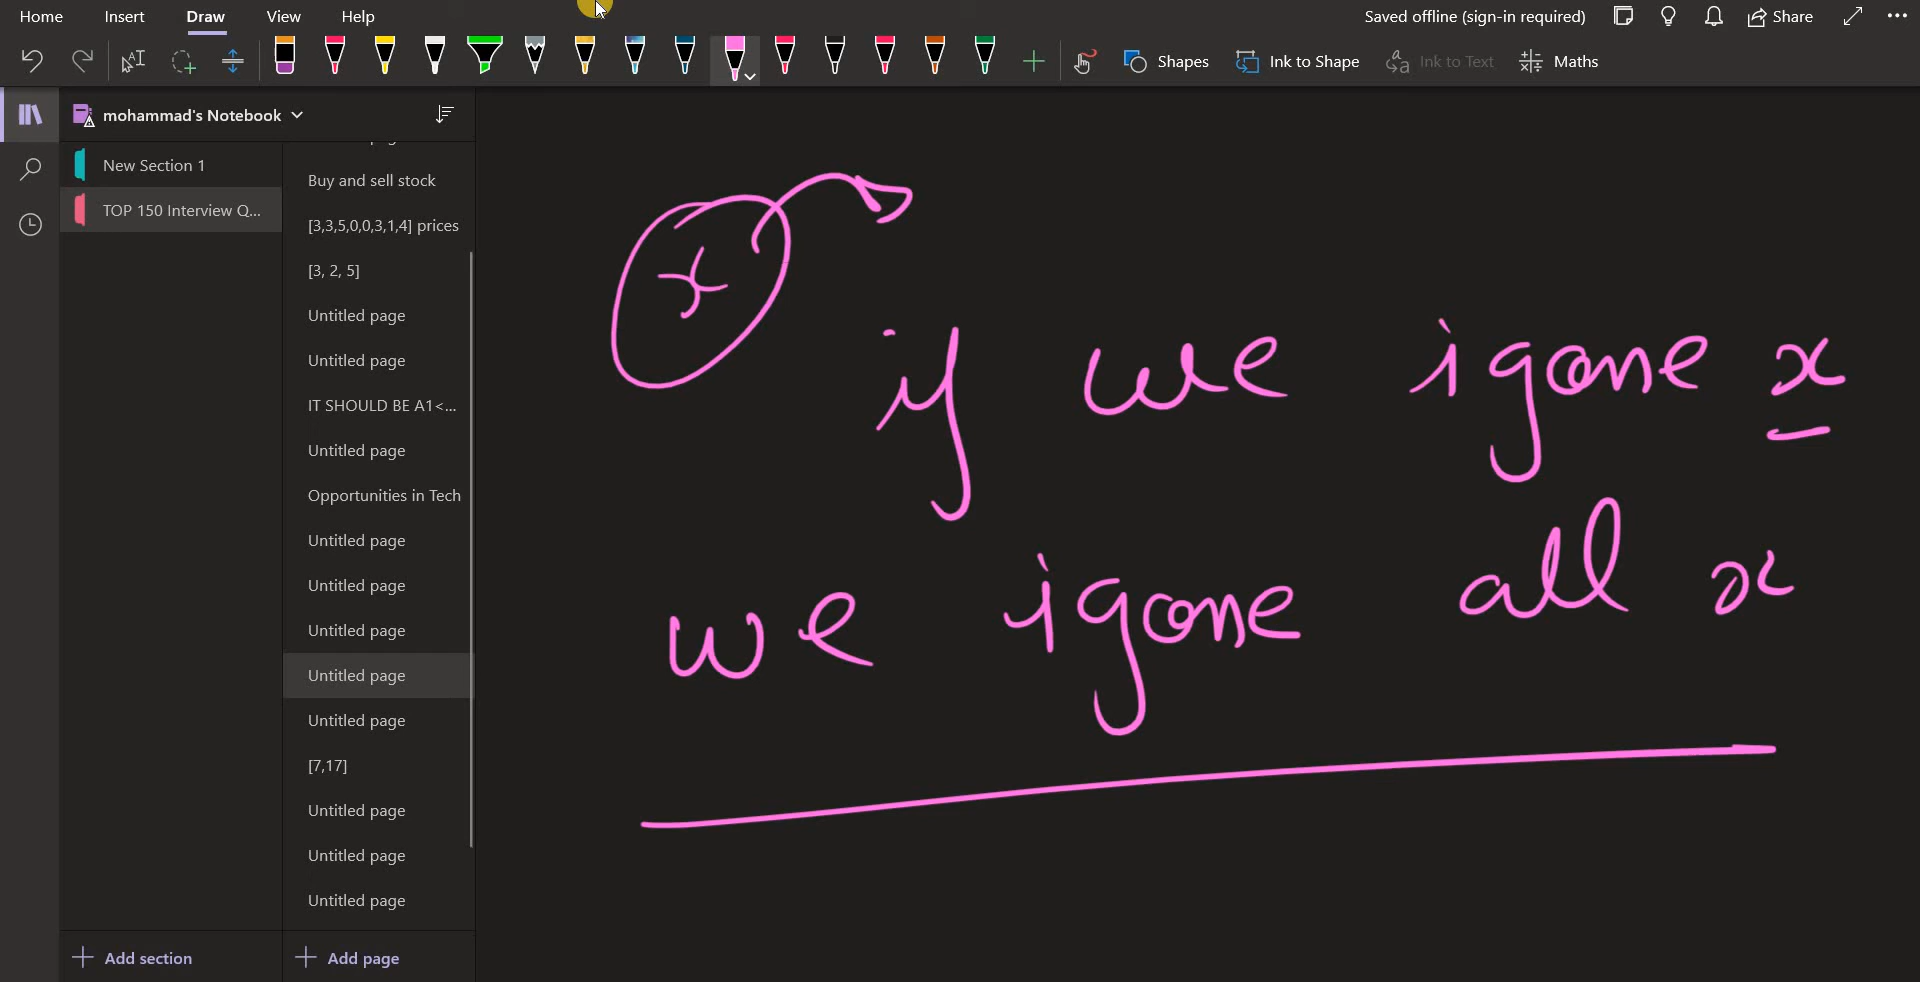 Home Insert Draw View Help Saved offline (sign-in required) Share
Shapes Ink to Shape Ink to Text Maths
mohammad's Notebook
New Section 1
TOP 150 Interview Q...
Buy and sell stock
[3,3,5,0,0,3,1,4] prices
[3, 2, 5]
Untitled page
Untitled page
IT SHOULD BE A1<...
Untitled page
Opportunities in Tech
Untitled page
Untitled page
Untitled page
Untitled page
Untitled page
[7,17]
Untitled page
Untitled page
Untitled page
Add section
Add page
x
if we igone x
we igone all x